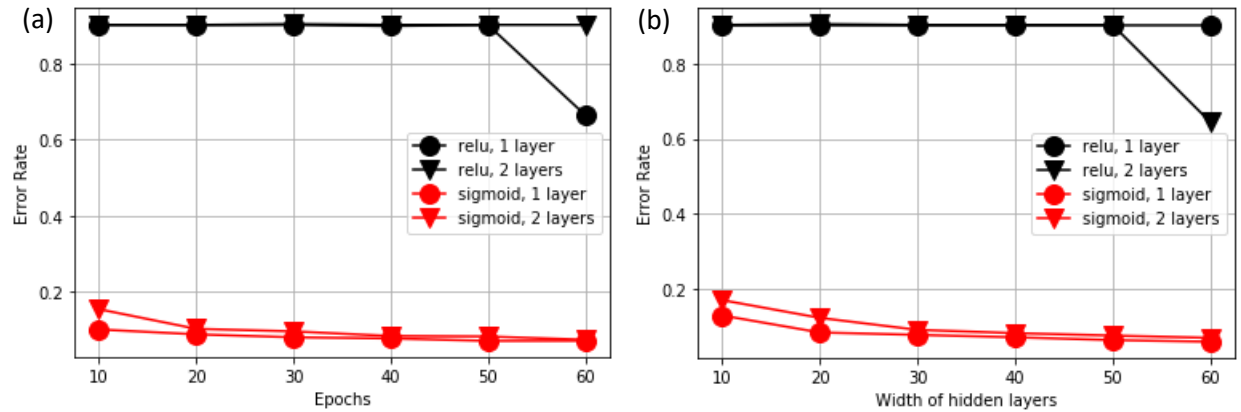 (a)
Error Rate
0.8
0.6
0.4
0.2
relu, 1 layer
relu, 2 layers
sigmoid, 1 layer
sigmoid, 2 layers
10 20 30 40 50 60
Epochs
(b)
Error Rate
0.8
0.6
0.4
0.2
relu, 1 layer
relu, 2 layers
sigmoid, 1 layer
sigmoid, 2 layers
10 20 30 40 50 60
Width of hidden layers